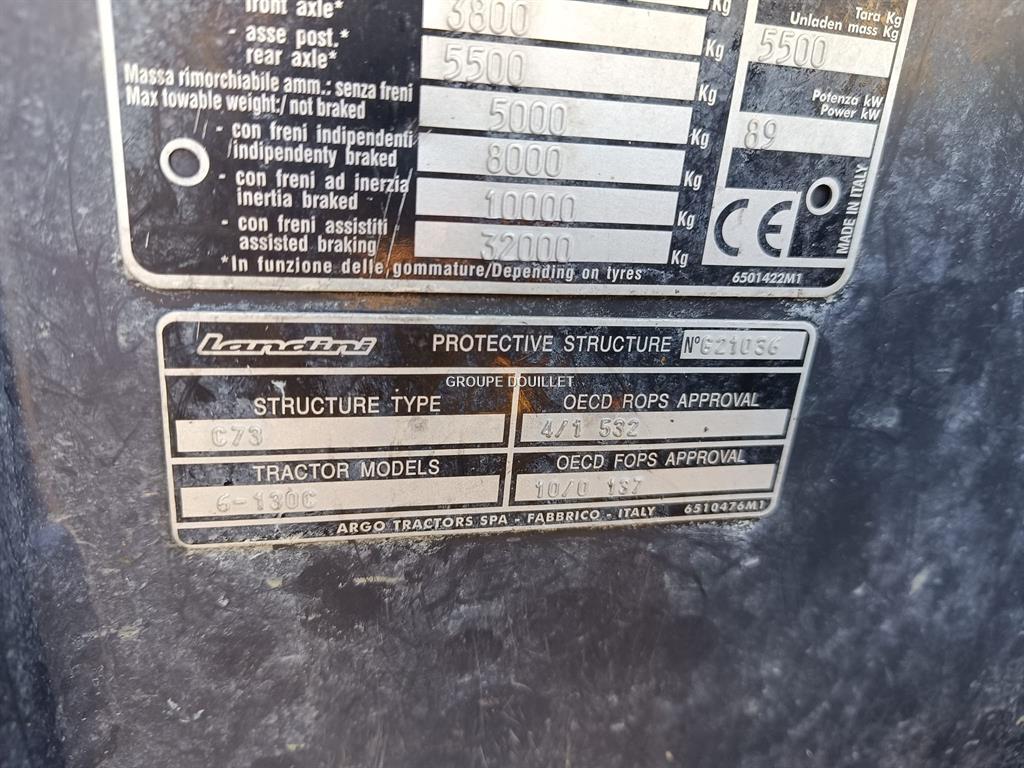 front axle* 3800 Kg
- asse post.*
rear axle* 5500 Kg
Massa rimorchiabile amm.: senza freni
Max towable weight:/ not braked 5000 Kg
- con freni indipendenti
/independenty braked 8000 Kg
- con freni ad inerzia/
inertia braked 10000 Kg
- con freni assistiti
assisted braking 32000 Kg
*In funzione delle gommature/Depending on tyres
Tara Kg
Unladen mass Kg
5500
Potenza kW
Power kW
89
CE
MADE IN ITALY
6501422M1
Landini PROTECTIVE STRUCTURE N° G21036
GROUPE DOUILLET
STRUCTURE TYPE
C73
OECD ROPS APPROVAL
4/1 532
TRACTOR MODELS
6-130C
OECD FOPS APPROVAL
10/0 137
ARGO TRACTORS SPA - FABBRICO - ITALY 6510476M1